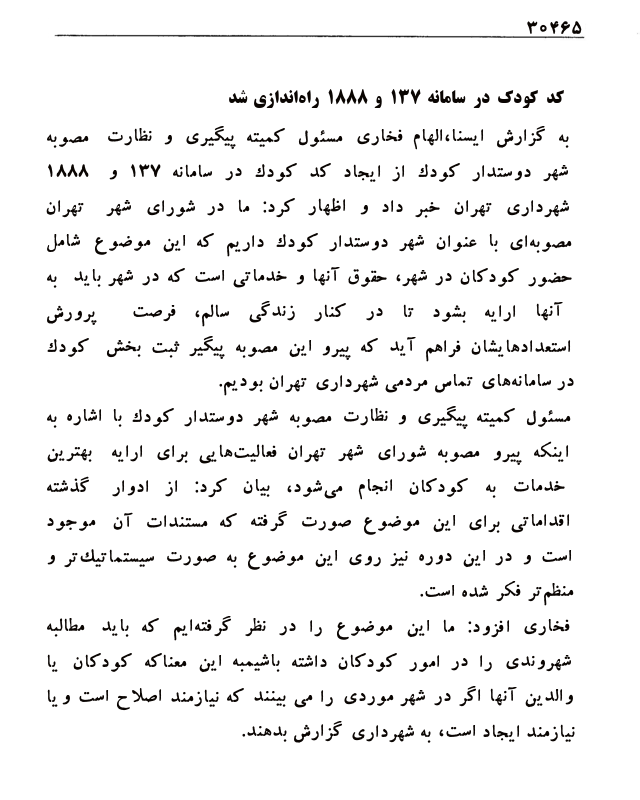 ۳۰۴۶۵
کد کودک در سامانه ۱۳۷ و ۱۸۸۸ راه‌اندازی شد
به گزارش ایسنا،الهام فخاری مسئول کمیته پیگیری و نظارت مصوبه
شهر دوستدار کودك از ایجاد کد کودك در سامانه ۱۳۷ و ۱۸۸۸
شهرداری تهران خبر داد و اظهار کرد: ما در شورای شهر تهران
مصوبه‌ای با عنوان شهر دوستدار کودك داریم که این موضوع شامل
حضور کودکان در شهر، حقوق آنها و خدماتی است که در شهر باید به
آنها ارایه بشود تا در کنار زندگی سالم، فرصت پرورش
استعدادهایشان فراهم آید که پیرو این مصوبه پیگیر ثبت بخش کودك
در سامانه‌های تماس مردمی شهرداری تهران بودیم.
مسئول کمیته پیگیری و نظارت مصوبه شهر دوستدار کودك با اشاره به
اینکه پیرو مصوبه شورای شهر تهران فعالیت‌هایی برای ارایه بهترین
خدمات به کودکان انجام می‌شود، بیان کرد: از ادوار گذشته
اقداماتی برای این موضوع صورت گرفته که مستندات آن موجود
است و در این دوره نیز روی این موضوع به صورت سیستماتیك‌تر و
منظم‌تر فکر شده است.
فخاری افزود: ما این موضوع را در نظر گرفته‌ایم که باید مطالبه
شهروندی را در امور کودکان داشته باشیمبه این معناکه کودکان یا
والدین آنها اگر در شهر موردی را می بینند که نیازمند اصلاح است و یا
نیازمند ایجاد است، به شهرداری گزارش بدهند.